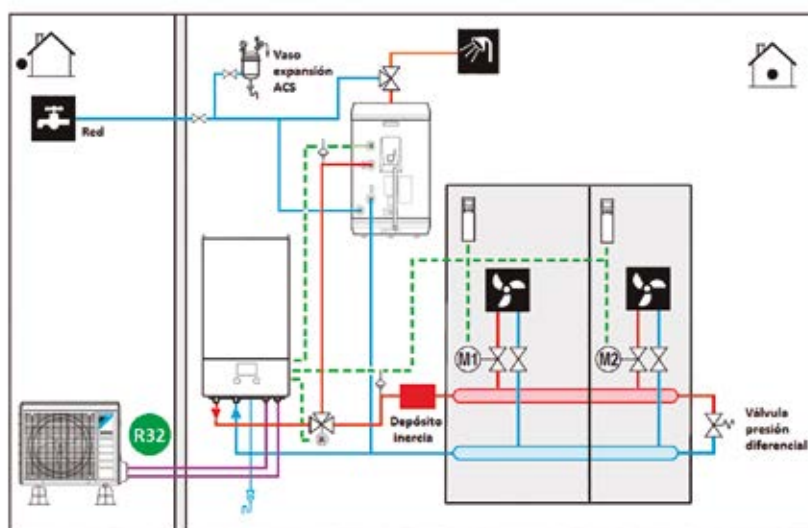 Vaso
expansión
ACS
Red
M1
M2
R32
Depósito
inercia
Válvula
presión
diferencial